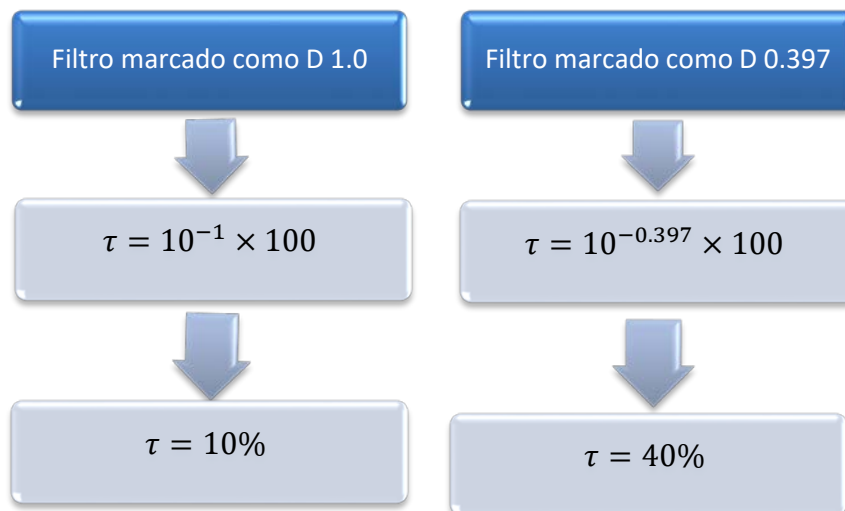 Filtro marcado como D 1.0
τ = 10⁻¹ × 100
τ = 10%
Filtro marcado como D 0.397
τ = 10⁻⁰·³⁹⁷ × 100
τ = 40%